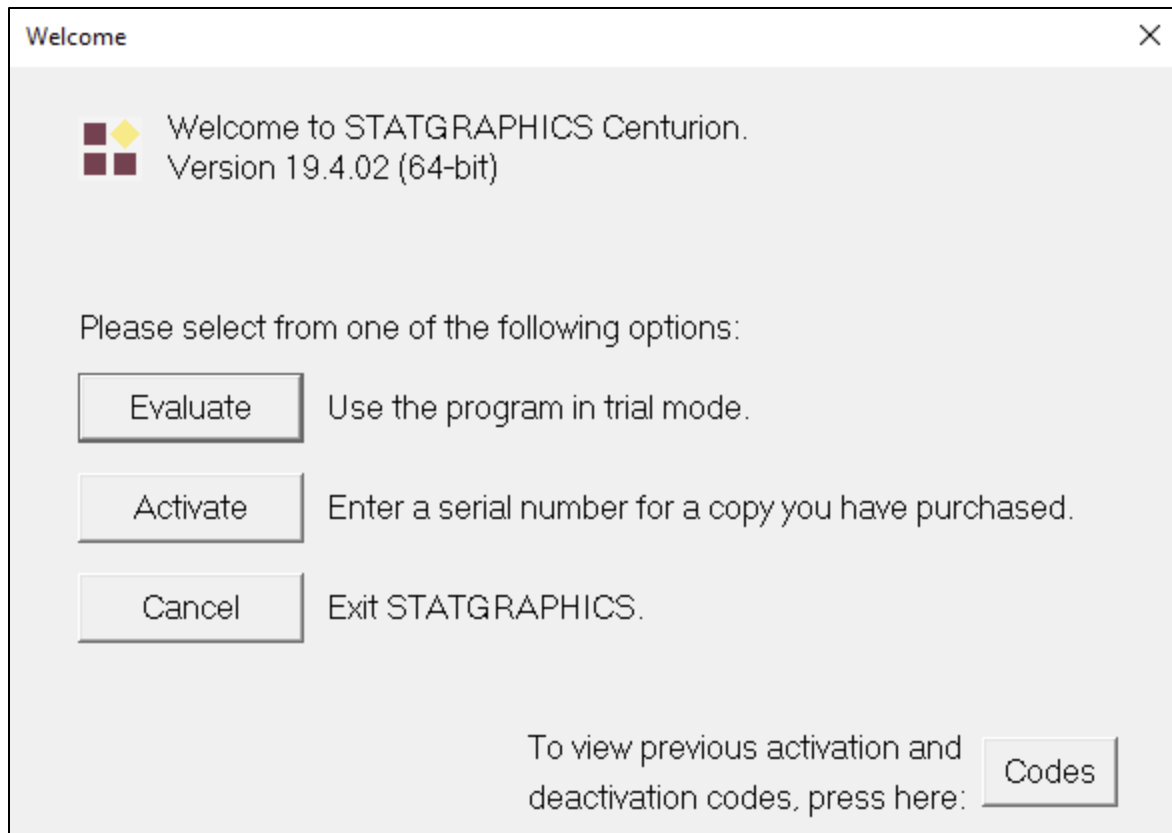 Welcome
Welcome to STATGRAPHICS Centurion.
Version 19.4.02 (64-bit)
Please select from one of the following options:
Evaluate Use the program in trial mode.
Activate Enter a serial number for a copy you have purchased.
Cancel Exit STATGRAPHICS.
To view previous activation and
deactivation codes, press here: Codes